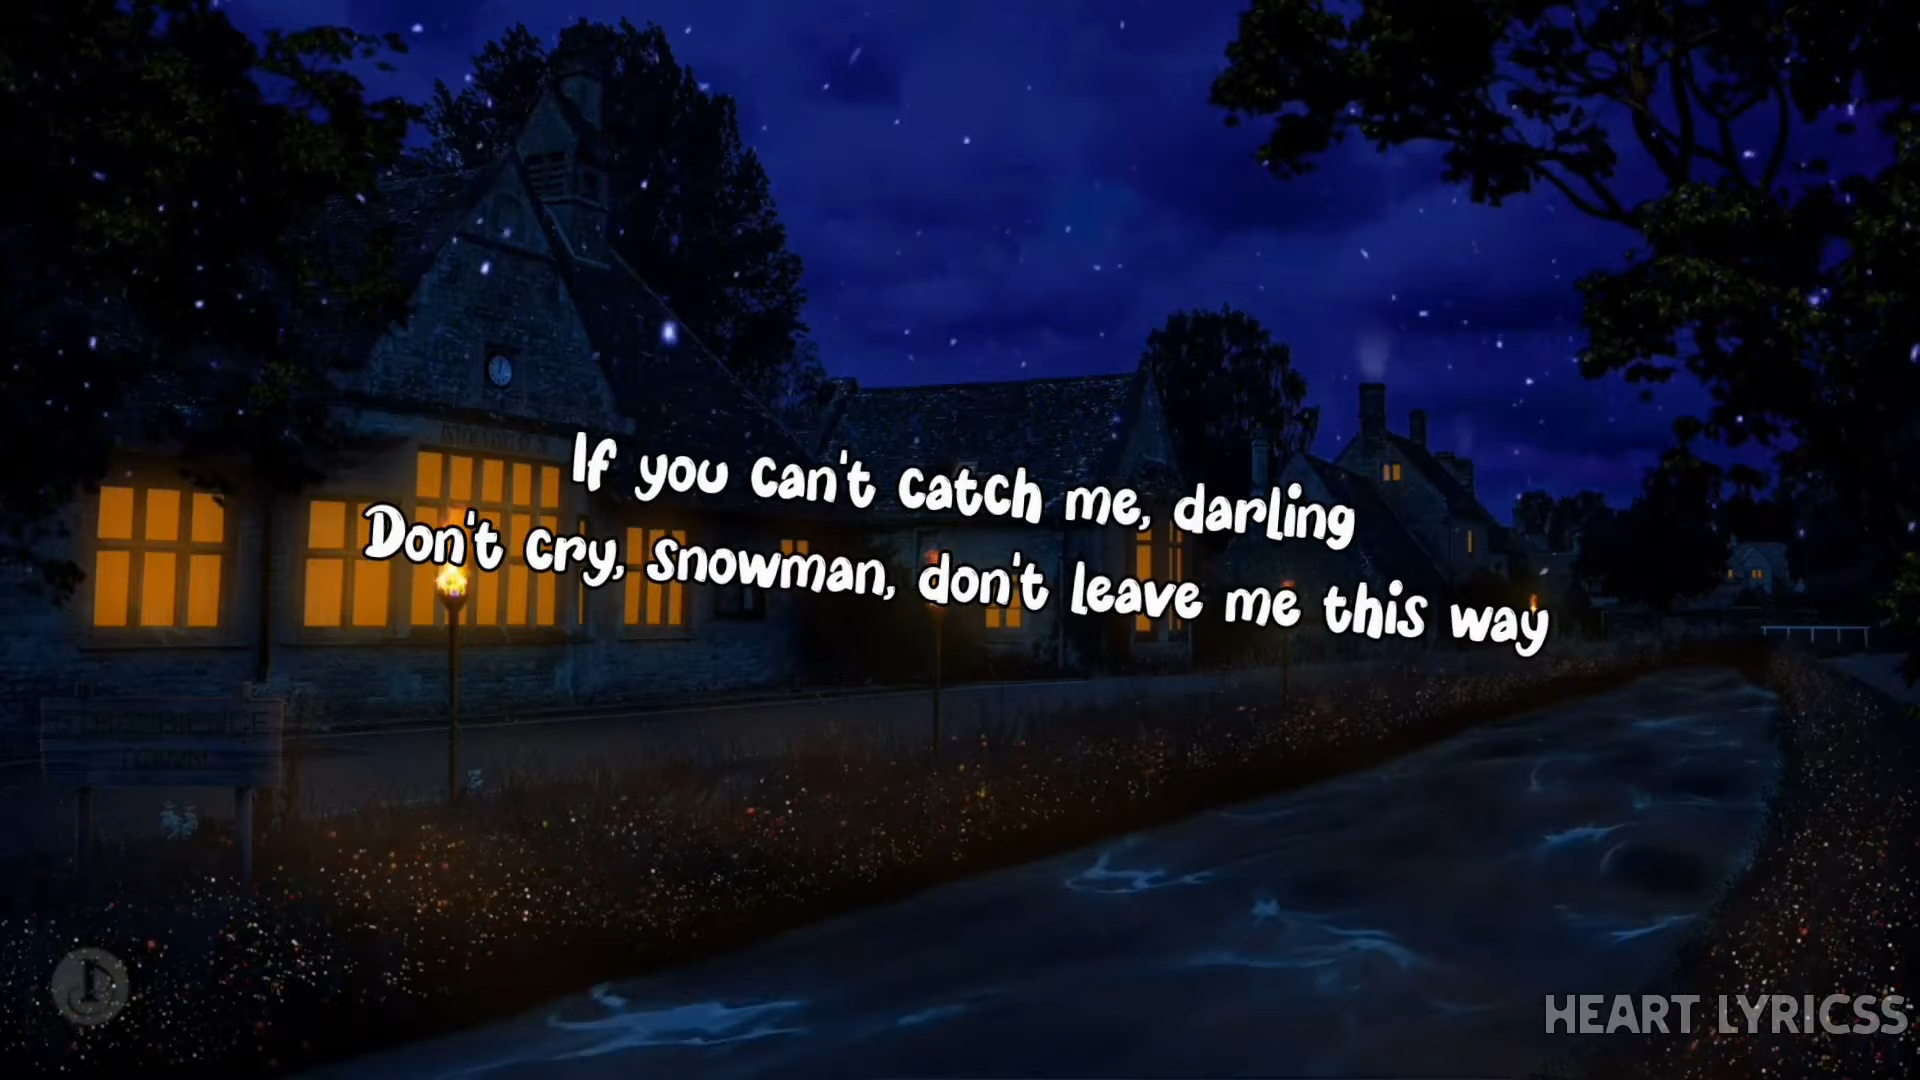 If you can't catch me, darling
Don't cry, snowman, don't leave me this way
HEART LYRICSS